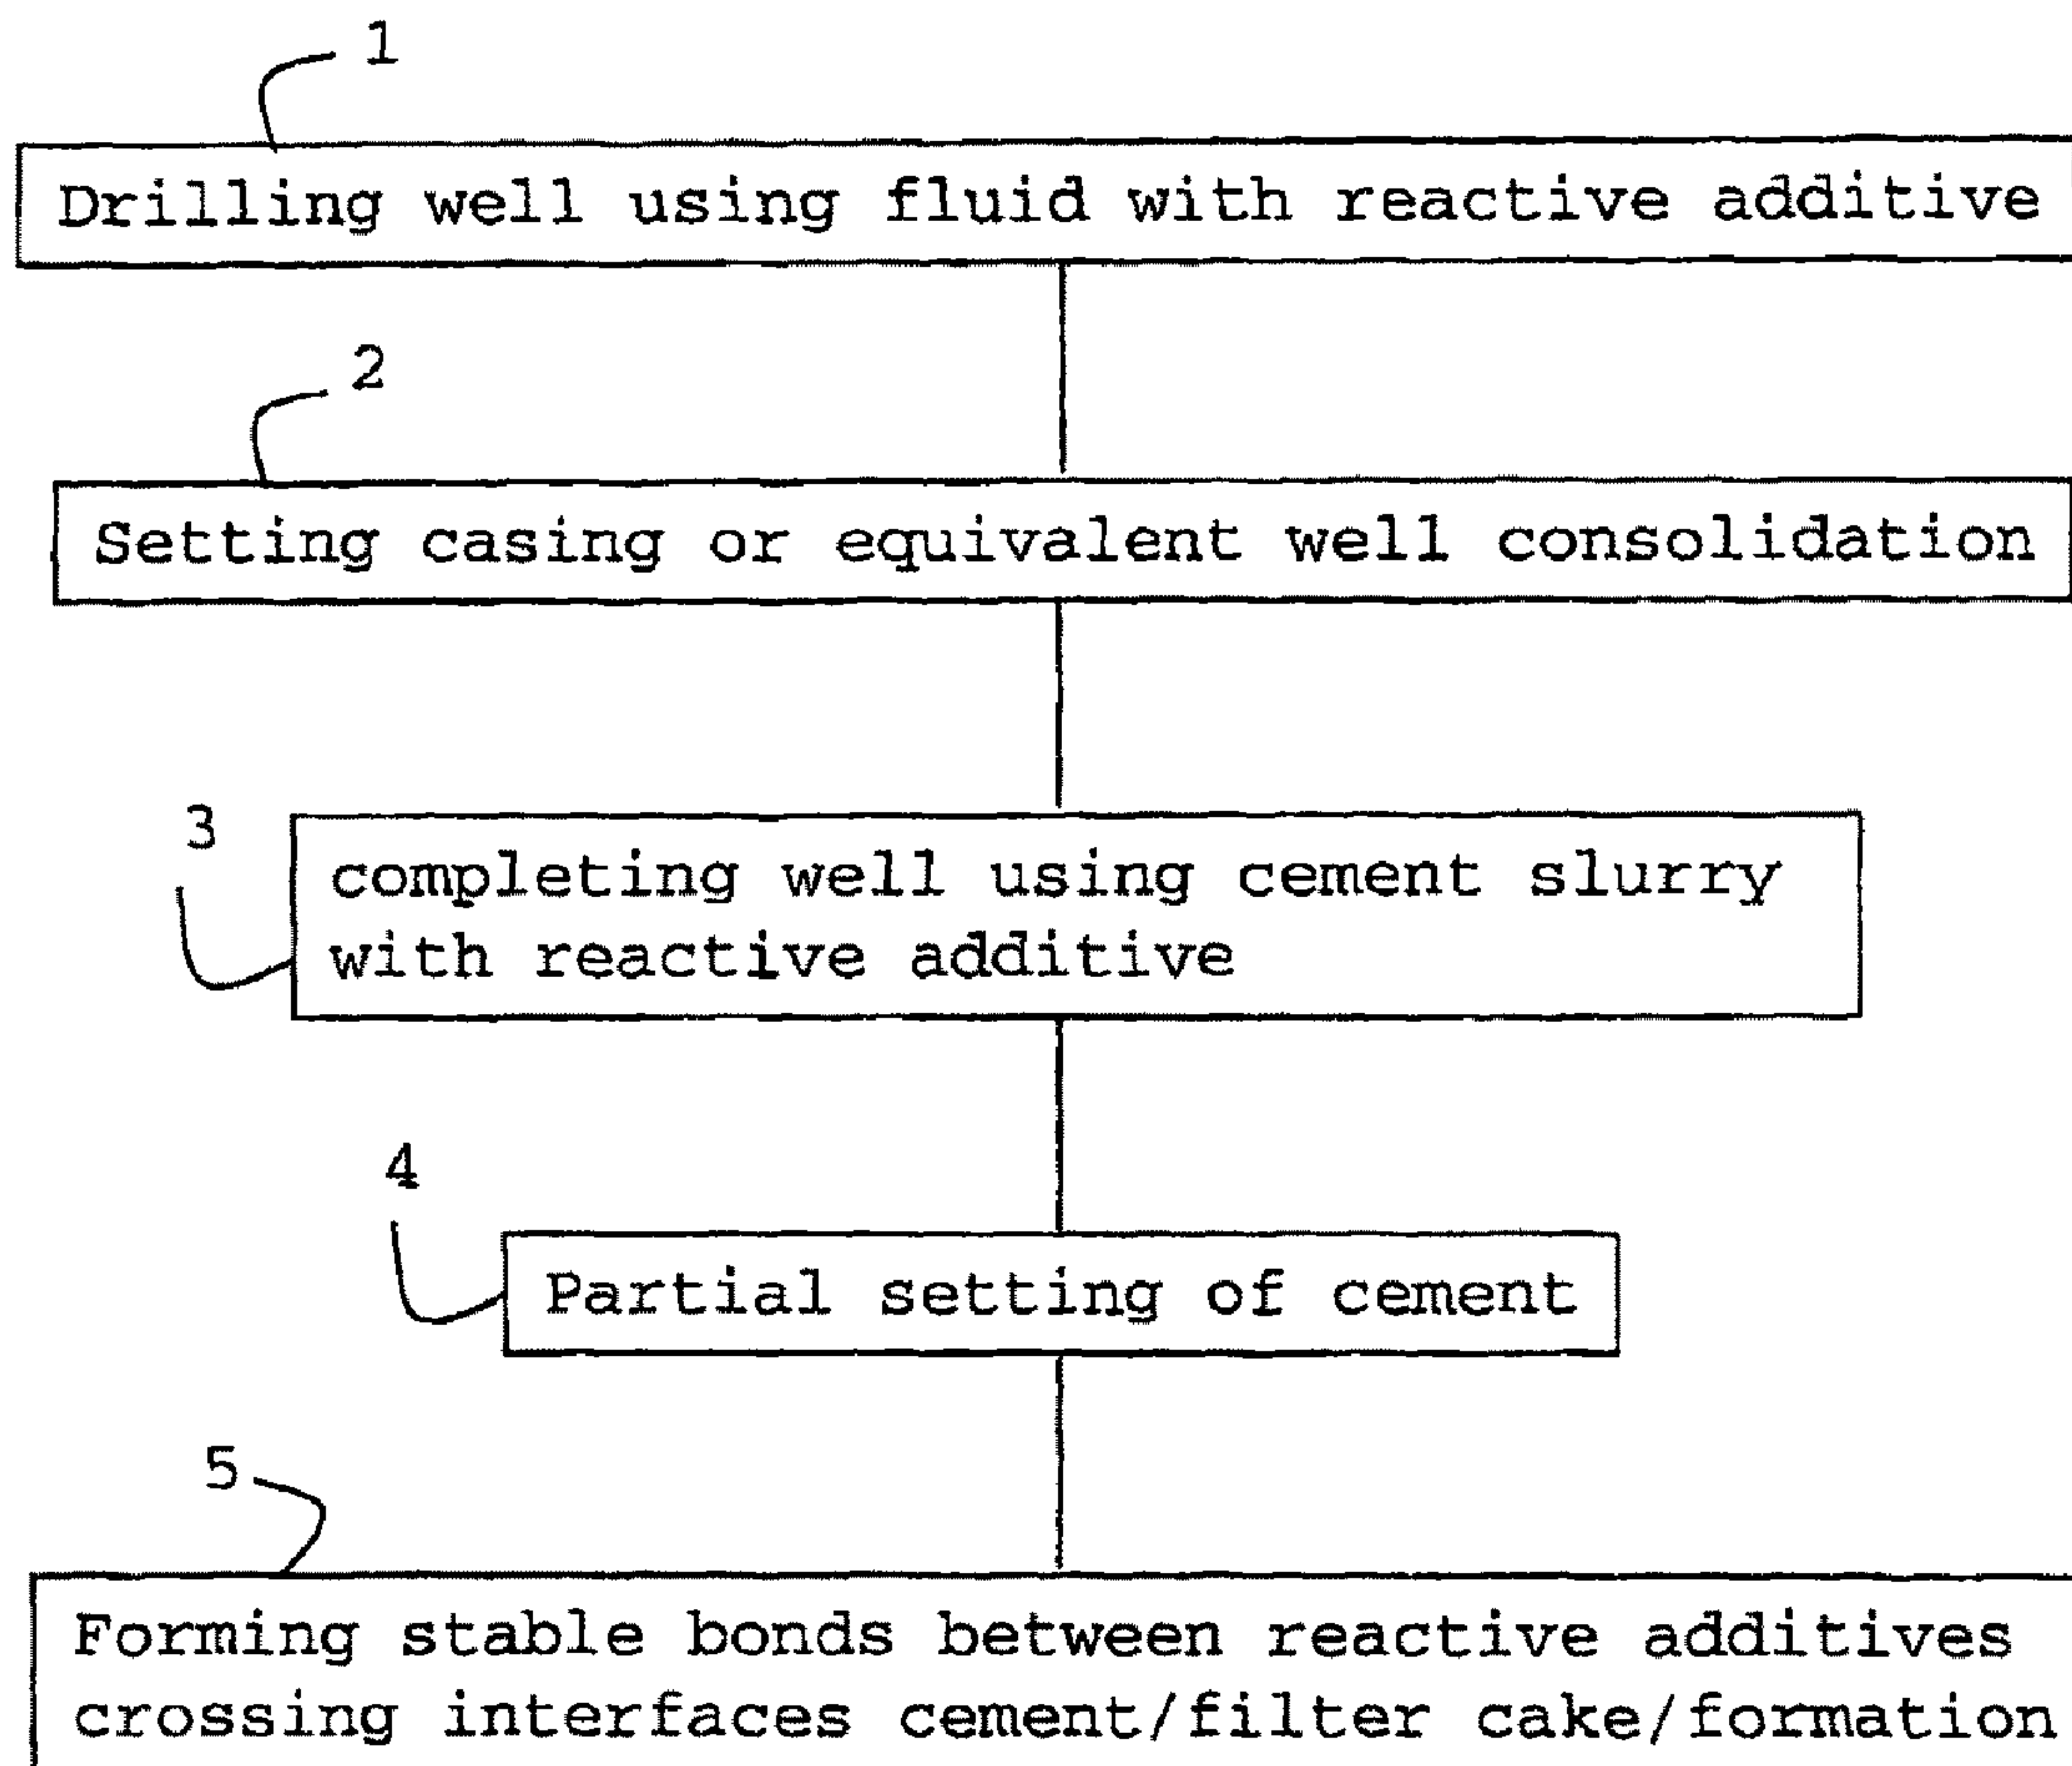 1
Drilling well using fluid with reactive additive
2
Setting casing or equivalent well consolidation
3
completing well using cement slurry
with reactive additive
4
Partial setting of cement
5
Forming stable bonds between reactive additives
crossing interfaces cement/filter cake/formation